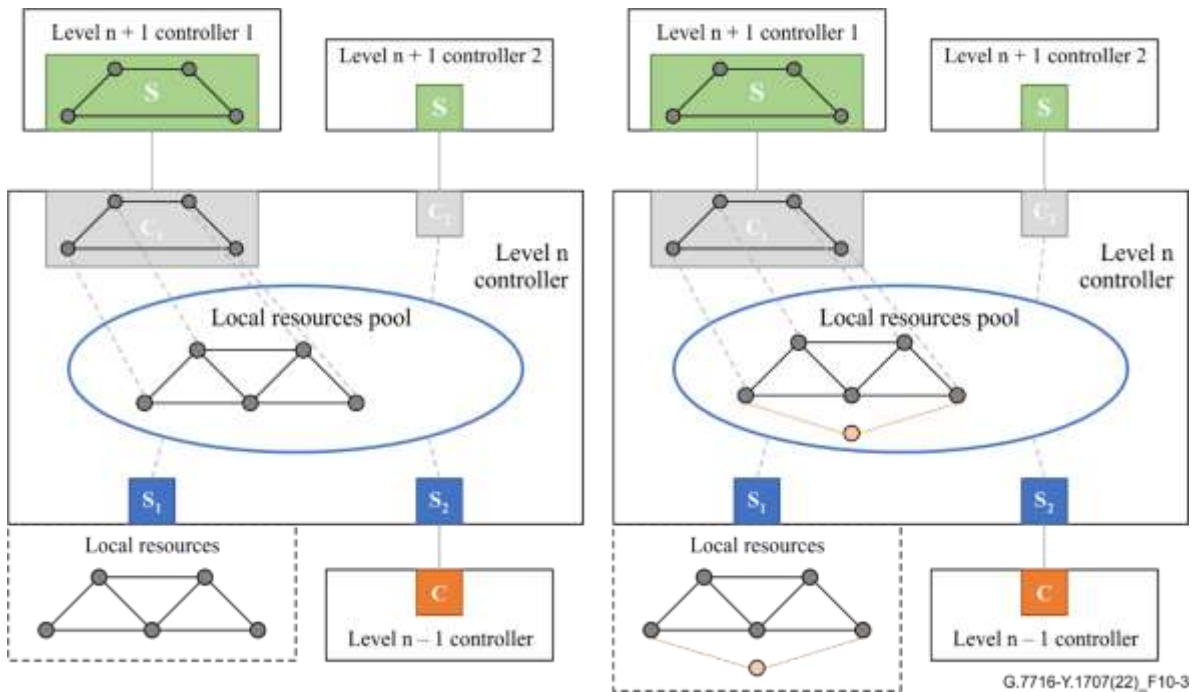 Level n + 1 controller 1
Level n + 1 controller 2
S
S
C₁
C₂
Level n
controller
Local resources pool
S₁
S₂
Local resources
C
Level n – 1 controller
Level n + 1 controller 1
Level n + 1 controller 2
S
S
C₁
C₂
Level n
controller
Local resources pool
S₁
S₂
Local resources
C
Level n – 1 controller
G.7716-Y.1707(22)_F10-3